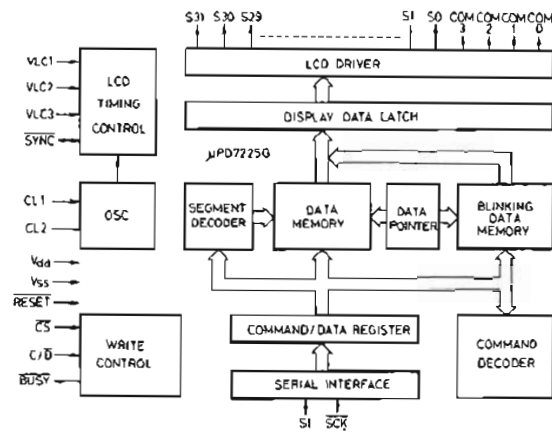 S31 S30 S29 S1 S0 COM 3 COM 2 COM 1 COM 0
LCD DRIVER
VLC1
VLC2
VLC3
SYNC
LCD
TIMING
CONTROL
DISPLAY DATA LATCH
μPD7225G
CL1
CL2
OSC
SEGMENT
DECODER
DATA
MEMORY
DATA
POINTER
BLINKING
DATA
MEMORY
Vdd
Vss
RESET
CS
C/D
BUSY
WRITE
CONTROL
COMMAND/DATA REGISTER
COMMAND
DECODER
SERIAL INTERFACE
SI SCK